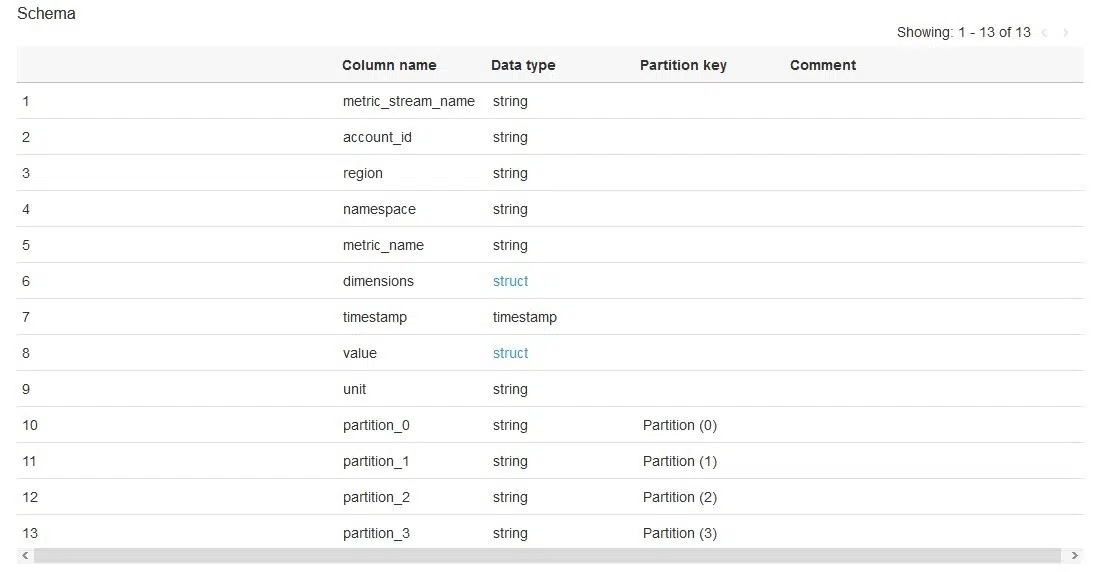 Schema
Showing: 1 - 13 of 13 < >
Column name Data type Partition key Comment
1 metric_stream_name string
2 account_id string
3 region string
4 namespace string
5 metric_name string
6 dimensions struct
7 timestamp timestamp
8 value struct
9 unit string
10 partition_0 string Partition (0)
11 partition_1 string Partition (1)
12 partition_2 string Partition (2)
13 partition_3 string Partition (3)